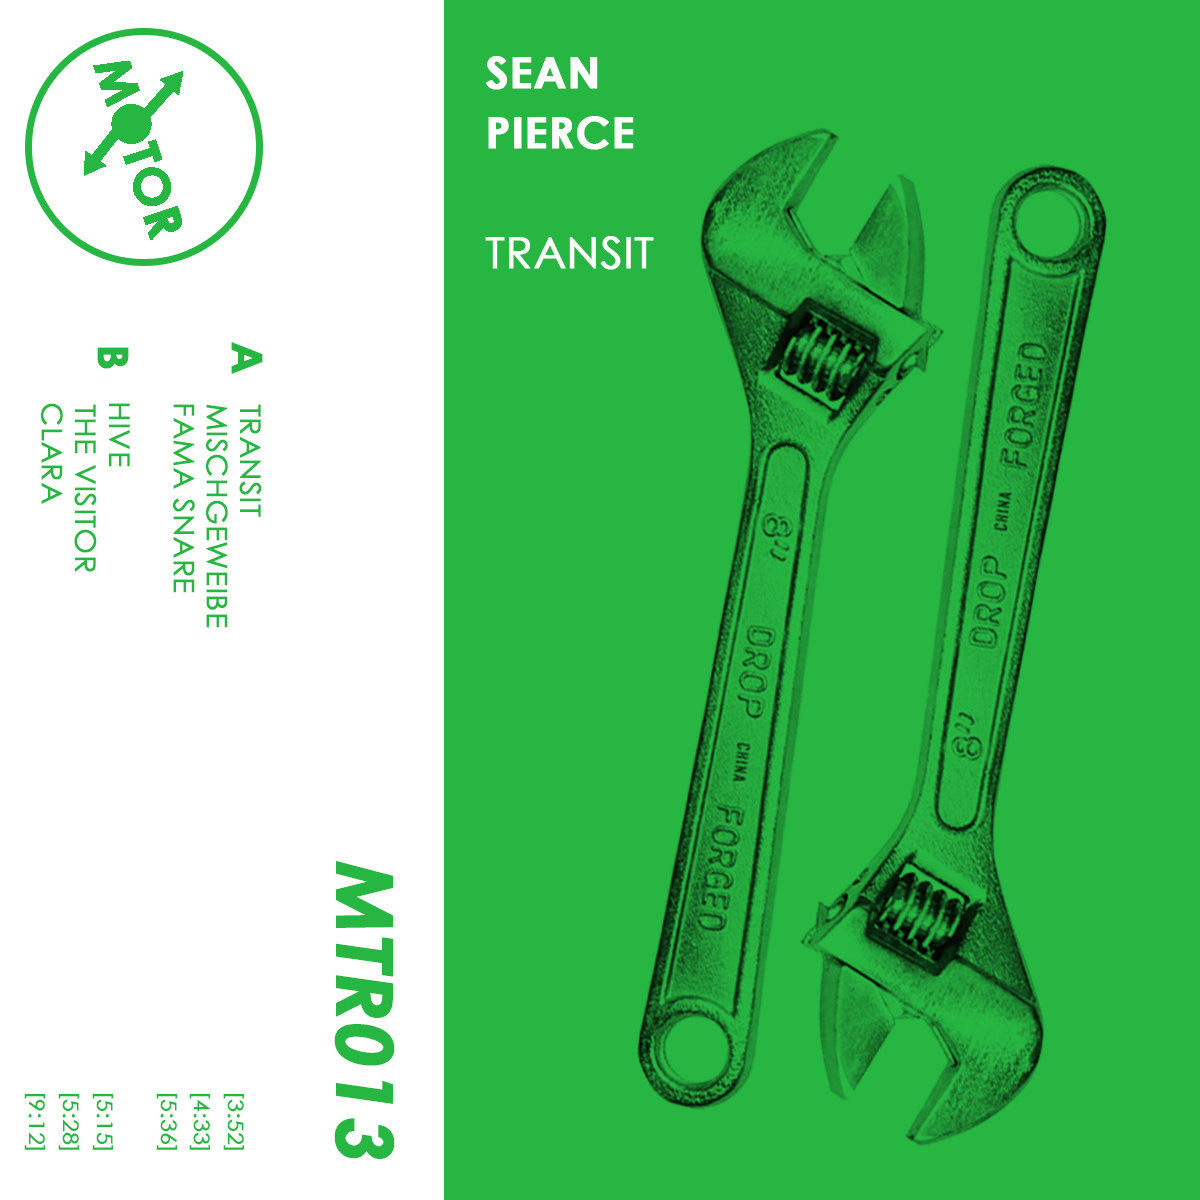 MOTOR
A
TRANSIT
[3:52]
MISCHGEWEIBE
[4:33]
FAMA SNARE
[5:36]
B
HIVE
[5:15]
THE VISITOR
[5:28]
CLARA
[9:12]
MTR013
SEAN
PIERCE
TRANSIT
8"
DROP
CHINA
FORGED
8"
DROP
CHINA
FORGED